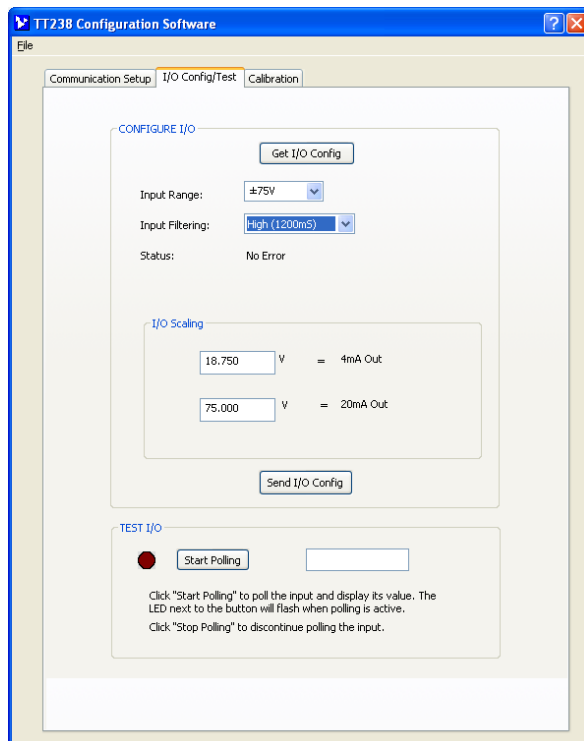 TT238 Configuration Software
File
Communication Setup I/O Config/Test Calibration
CONFIGURE I/O
Get I/O Config
Input Range: ±75V
Input Filtering: High (1200mS)
Status: No Error
I/O Scaling
18.750 V = 4mA Out
75.000 V = 20mA Out
Send I/O Config
TEST I/O
Start Polling
Click "Start Polling" to poll the input and display its value. The
LED next to the button will flash when polling is active.
Click "Stop Polling" to discontinue polling the input.